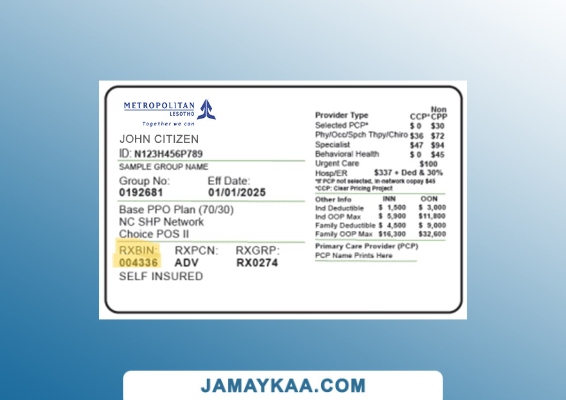 METROPOLITAN
LESOTHO
Together we can
JOHN CITIZEN
ID: N123H456P789
SAMPLE GROUP NAME
Group No: Eff Date:
0192681 01/01/2025
Base PPO Plan (70/30)
NC SHP Network
Choice POS II
RXBIN: RXPCN: RXGRP:
004336 ADV RX0274
SELF INSURED
Non
Provider Type CCP*CPP
Selected PCP* $ 0 $30
Phy/Occ/Spch Thpy/Chiro $36 $72
Specialist $47 $94
Behavioral Health $ 0 $45
Urgent Care $100
Hosp/ER $337 + Ded & 30%
*If PCP not selected, in-network copay $45
*CCP: Clear Pricing Project
Other Info INN OON
Ind Deductible $ 1,500 $ 3,000
Ind OOP Max $ 5,900 $11,800
Family Deductible $ 4,500 $ 9,000
Family OOP Max $16,300 $32,600
Primary Care Provider (PCP)
PCP Name Prints Here
JAMAYKAA.COM